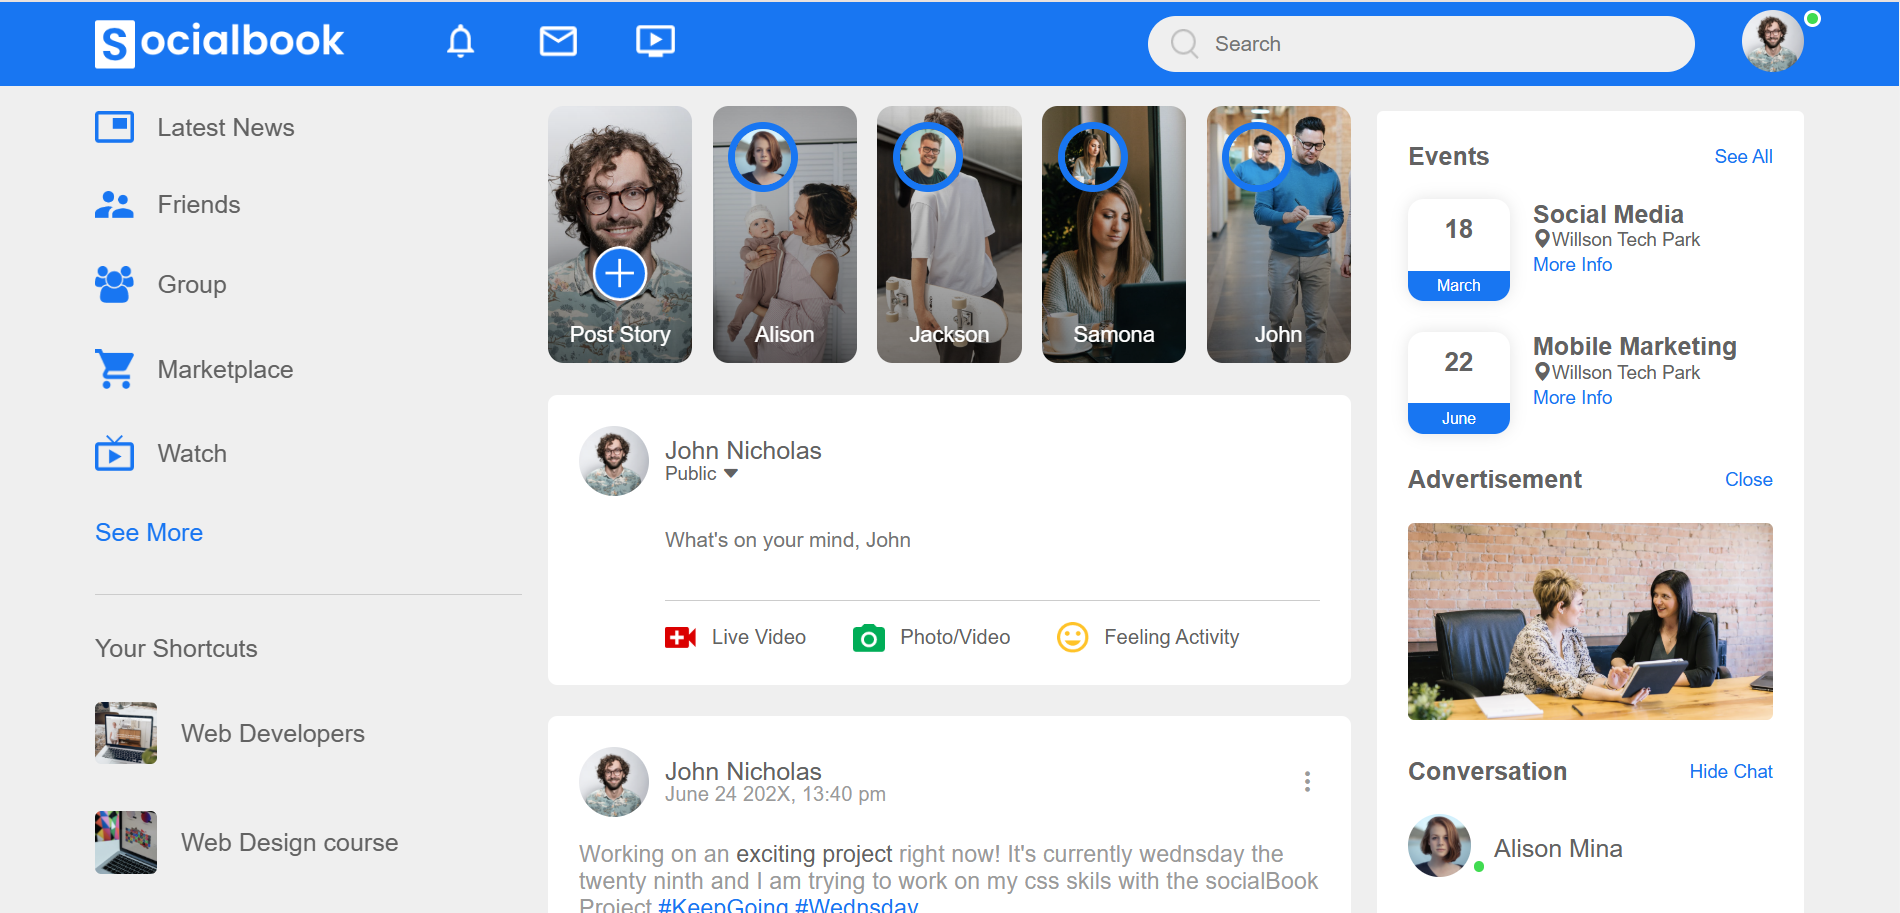 Socialbook
Search
Latest News
Friends
Group
Marketplace
Watch
See More
Your Shortcuts
Web Developers
Web Design course
Post Story
Alison
Jackson
Samona
John
John Nicholas
Public
What's on your mind, John
Live Video
Photo/Video
Feeling Activity
John Nicholas
June 24 202X, 13:40 pm
Working on an exciting project right now! It's currently wednsday the
twenty ninth and I am trying to work on my css skils with the socialBook
Project #KeepGoing #Wednsday
Events
See All
18
March
Social Media
Willson Tech Park
More Info
22
June
Mobile Marketing
Willson Tech Park
More Info
Advertisement
Close
Conversation
Hide Chat
Alison Mina